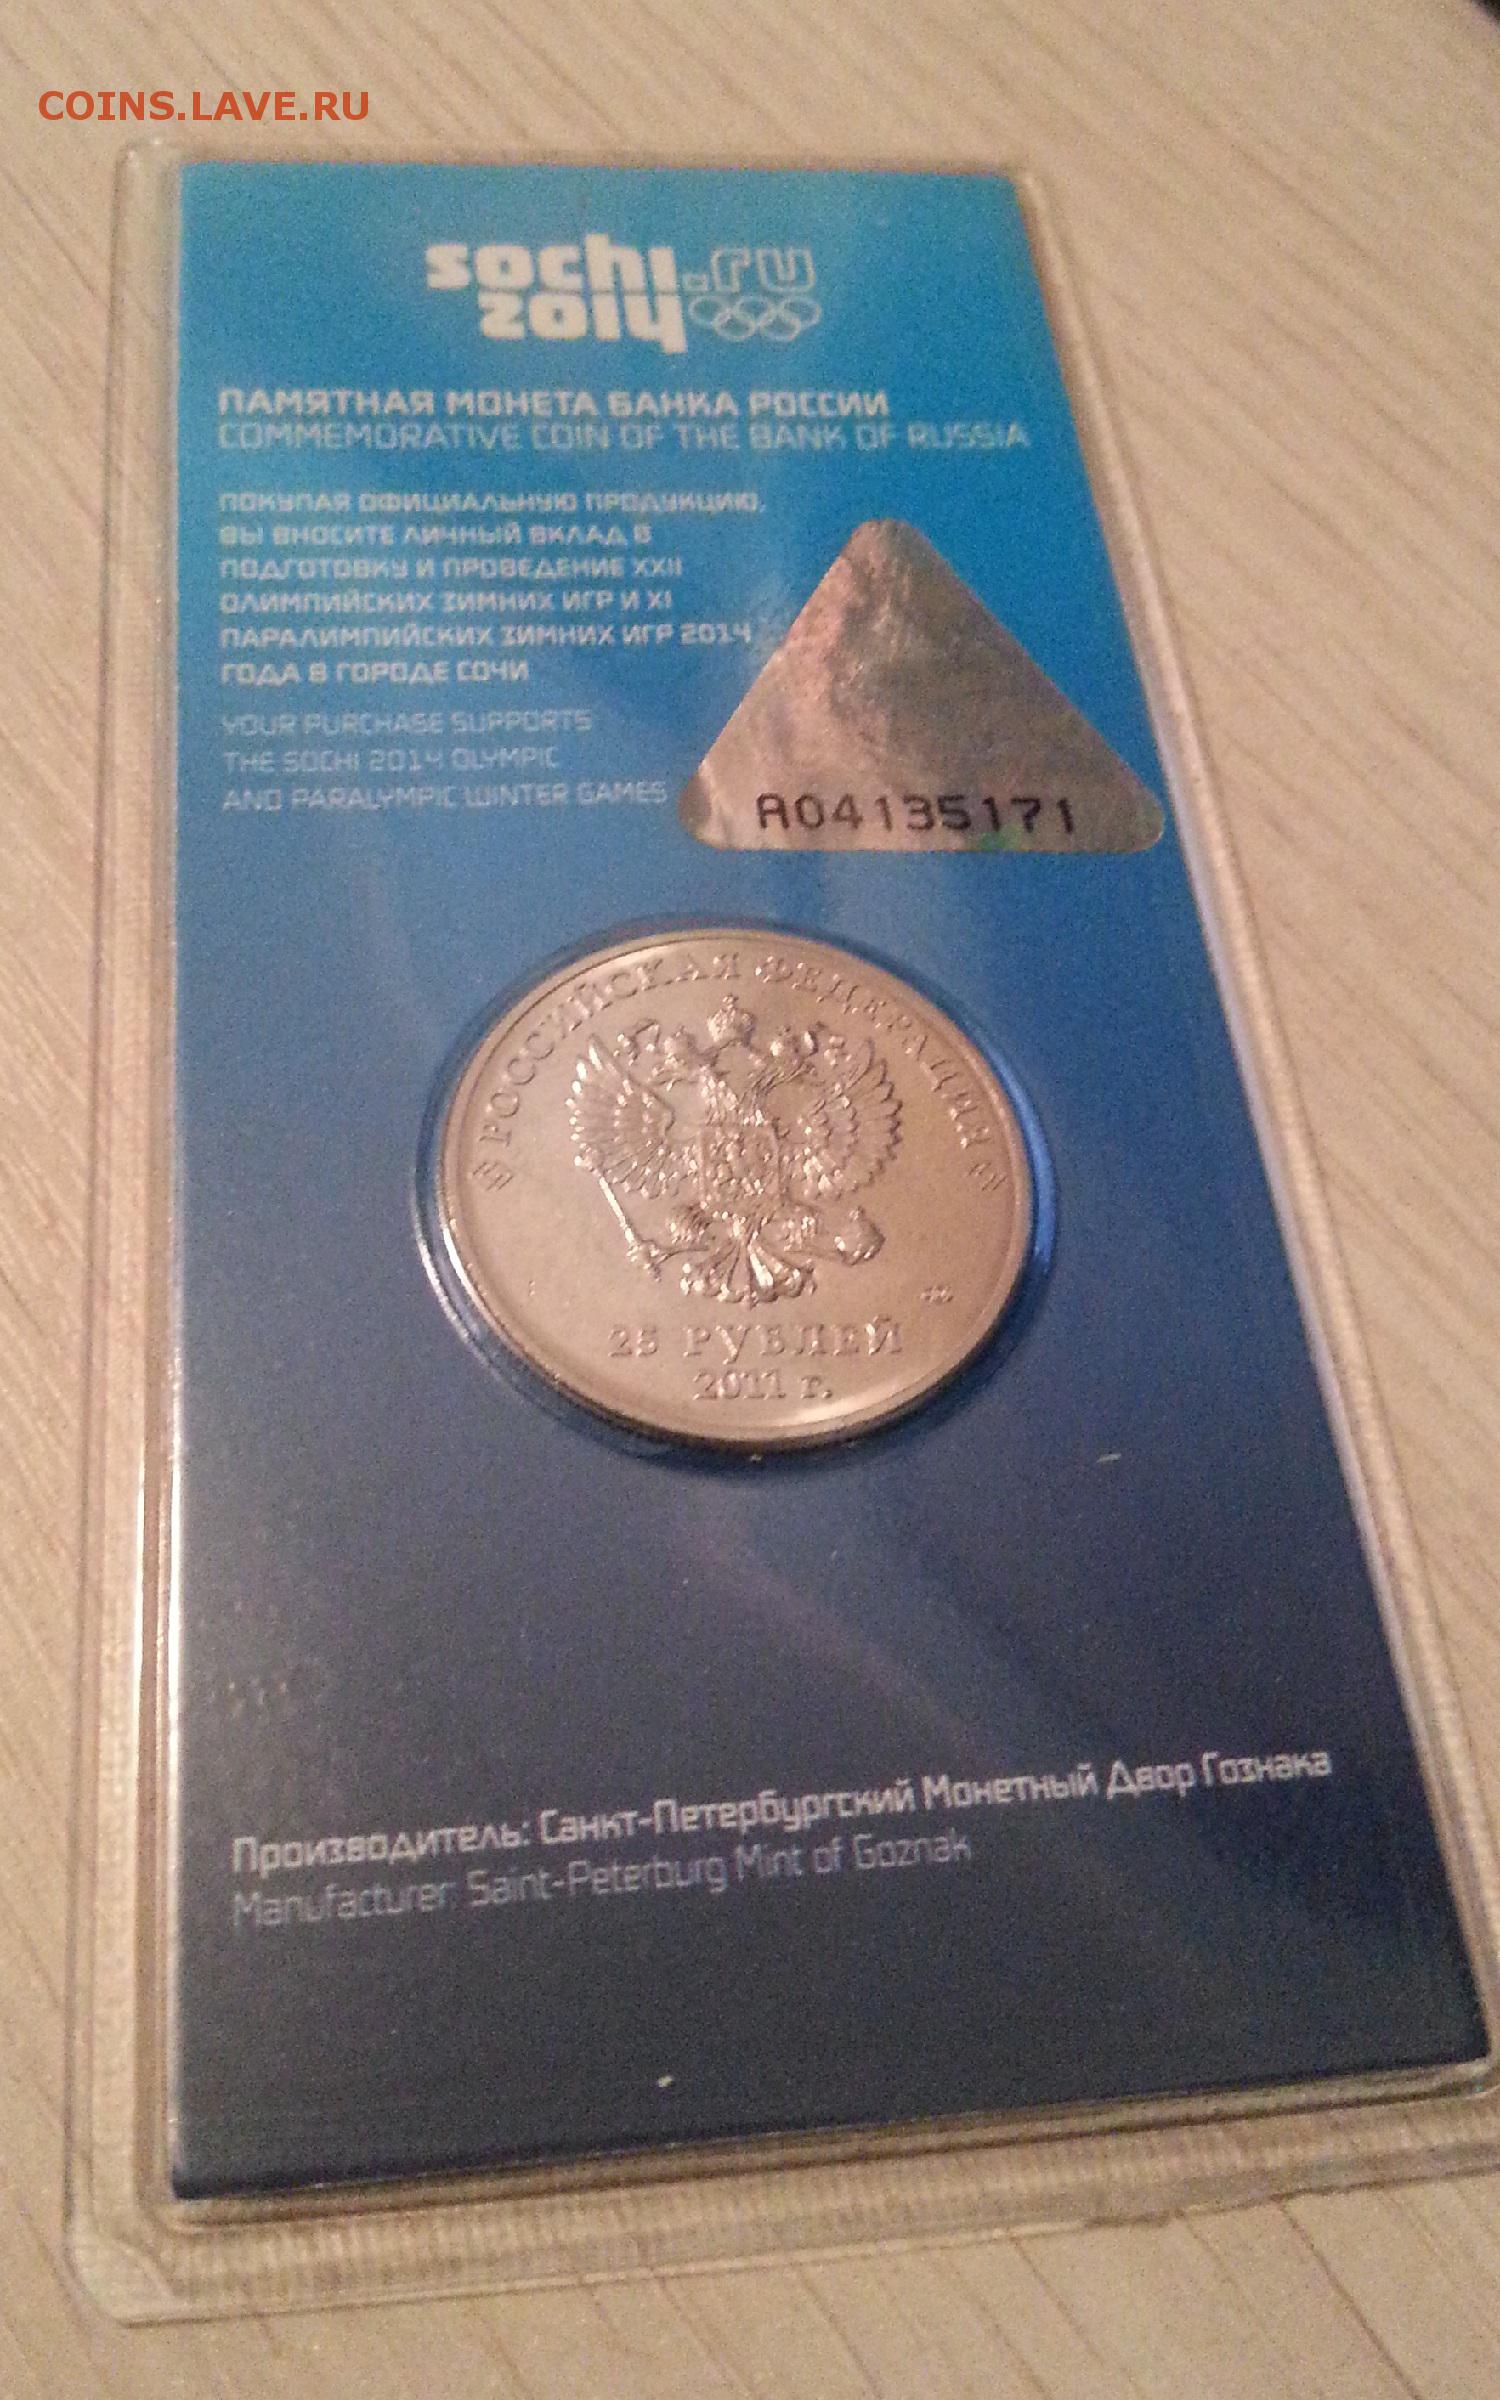 COINS.LAVE.RU
sochi.ru
2014
ПАМЯТНАЯ МОНЕТА БАНКА РОССИИ
COMMEMORATIVE COIN OF THE BANK OF RUSSIA
ПОКУПАЯ ОФИЦИАЛЬНУЮ ПРОДУКЦИЮ,
ВЫ ВНОСИТЕ ЛИЧНЫЙ ВКЛАД В
ПОДГОТОВКУ И ПРОВЕДЕНИЕ XXII
ОЛИМПИЙСКИХ ЗИМНИХ ИГР И XI
ПАРАЛИМПИЙСКИХ ЗИМНИХ ИГР 2014
ГОДА В ГОРОДЕ СОЧИ
YOUR PURCHASE SUPPORTS
THE SOCHI 2014 OLYMPIC
AND PARALYMPIC WINTER GAMES
A04135171
РОССИЙСКАЯ ФЕДЕРАЦИЯ
25 РУБЛЕЙ
2011 г.
Производитель: Санкт-Петербургский Монетный Двор Гознака
Manufacturer: Saint-Peterburg Mint of Goznak